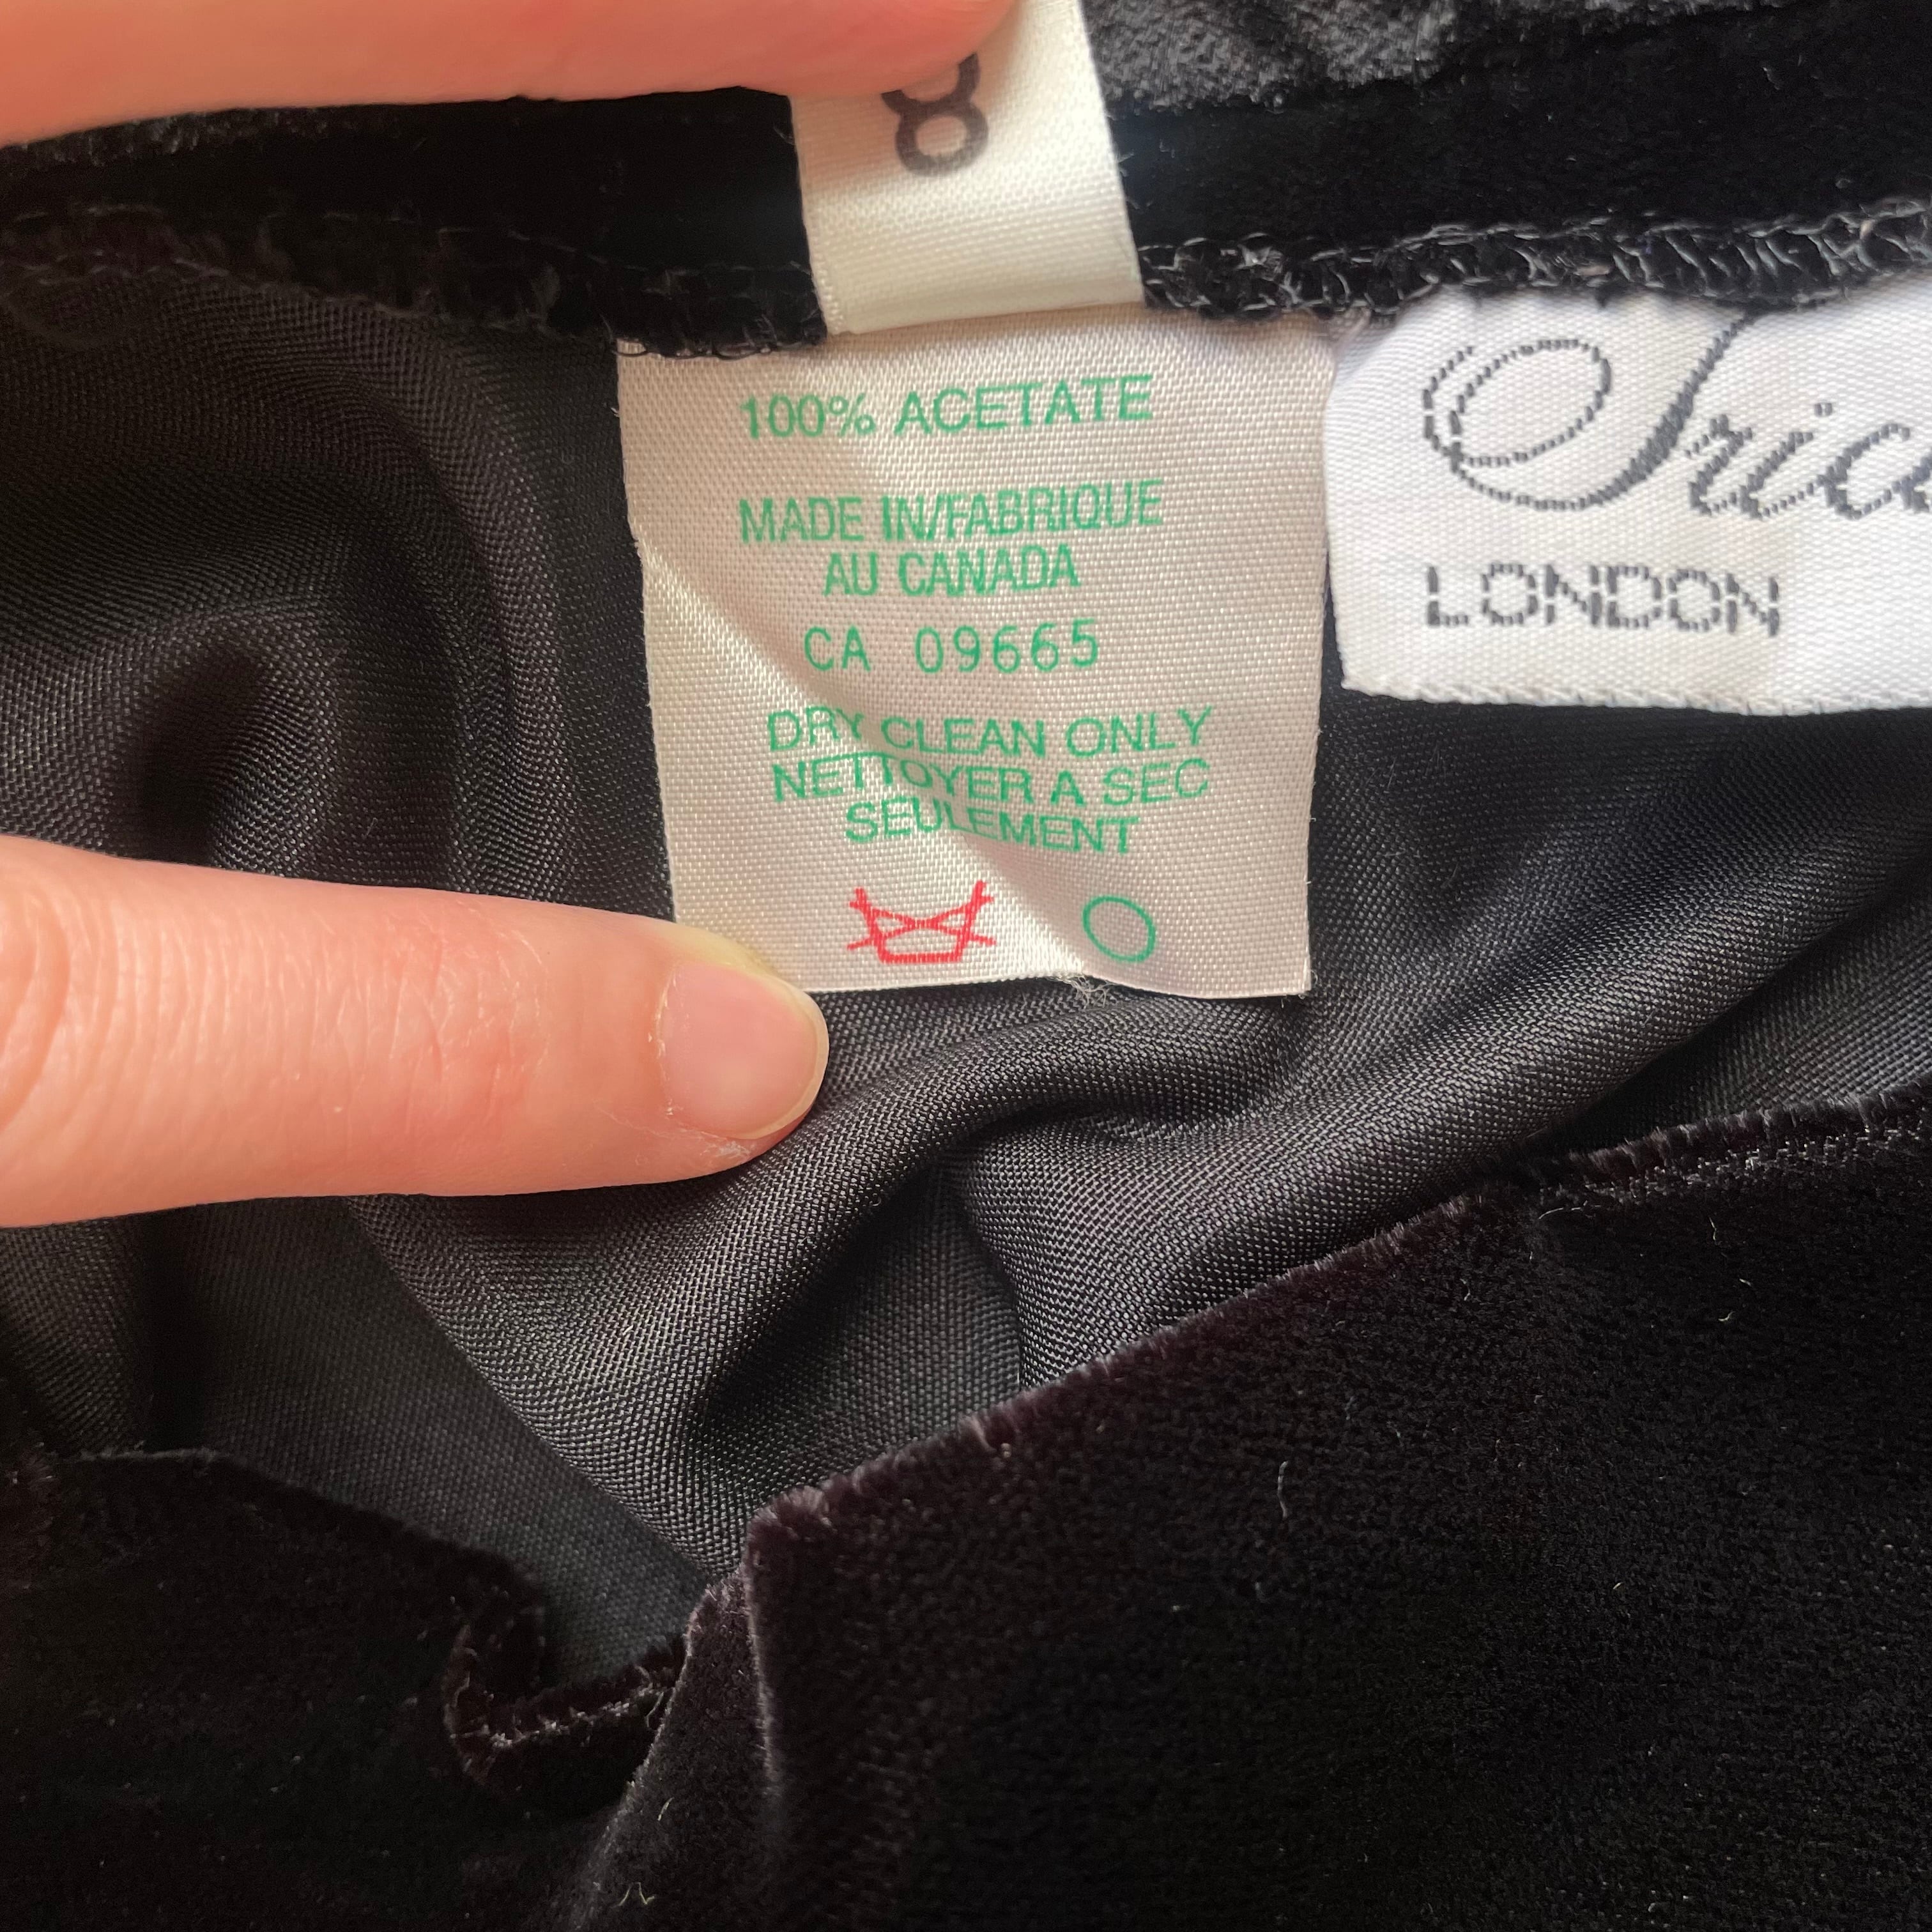 8
100% ACETATE
MADE IN/FABRIQUE
AU CANADA
CA 09665
DRY CLEAN ONLY
NETTOYER A SEC
SEULEMENT
LONDON